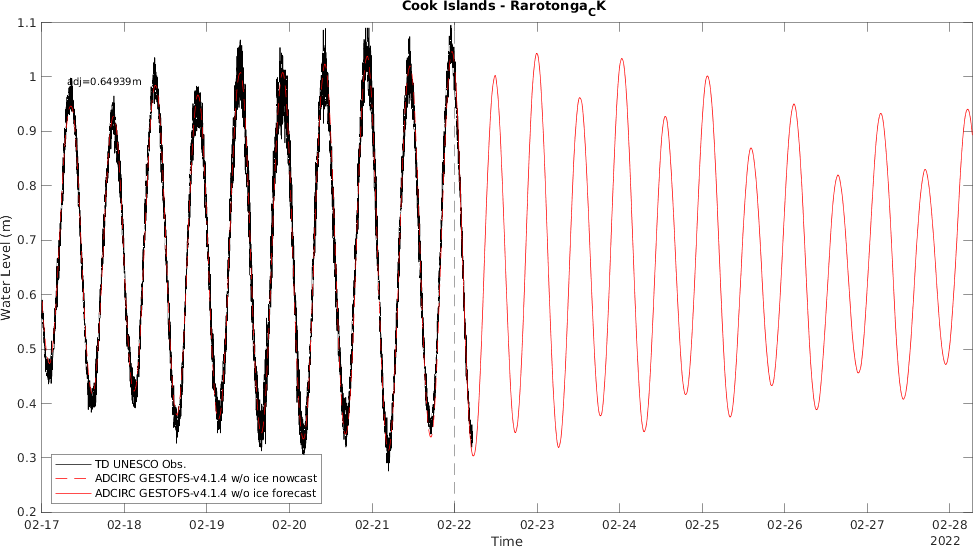 Cook Islands - Rarotonga_CK
1.1
1
0.9
0.8
0.7
0.6
0.5
0.4
0.3
0.2
Water Level (m)
adj=0.64939m
TD UNESCO Obs.
ADCIRC GESTOFS-v4.1.4 w/o ice nowcast
ADCIRC GESTOFS-v4.1.4 w/o ice forecast
02-17 02-18 02-19 02-20 02-21 02-22 02-23 02-24 02-25 02-26 02-27 02-28
Time
2022